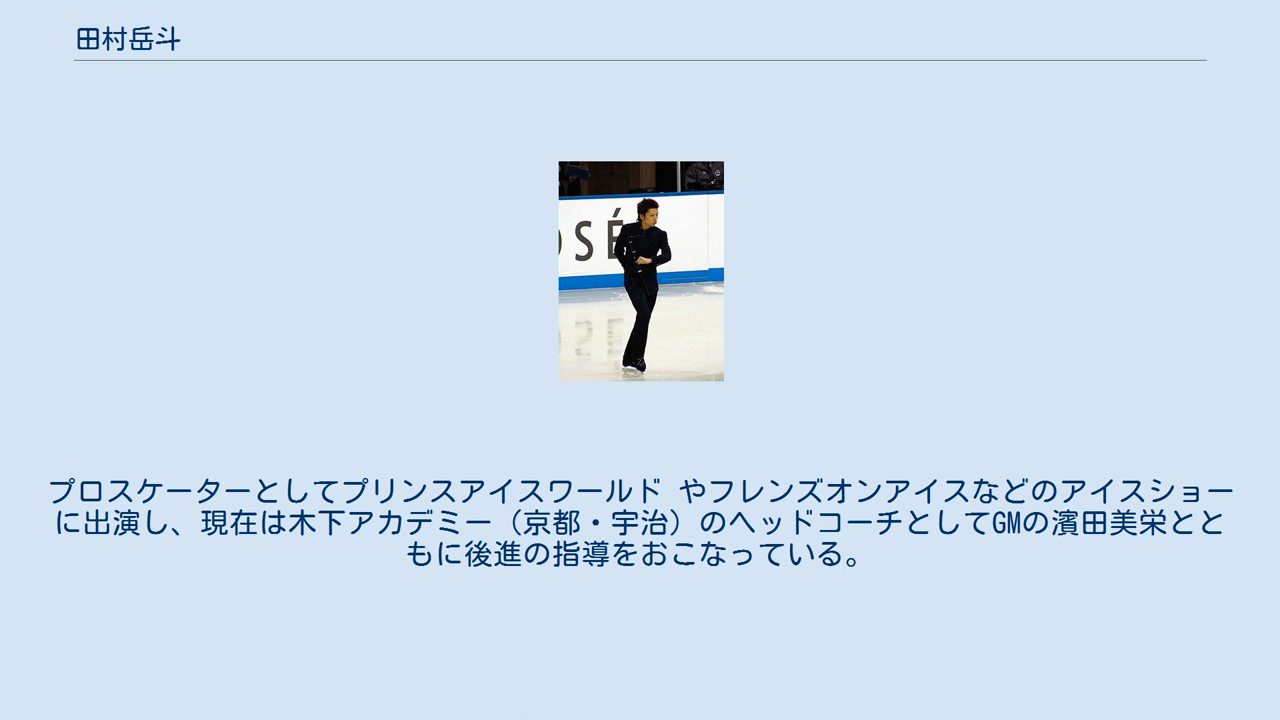 田村岳斗
OSÉ
プロスケーターとしてプリンスアイスワールド やフレンズオンアイスなどのアイスショー
に出演し、現在は木下アカデミー（京都・宇治）のヘッドコーチとしてGMの濱田美栄とと
もに後進の指導をおこなっている。